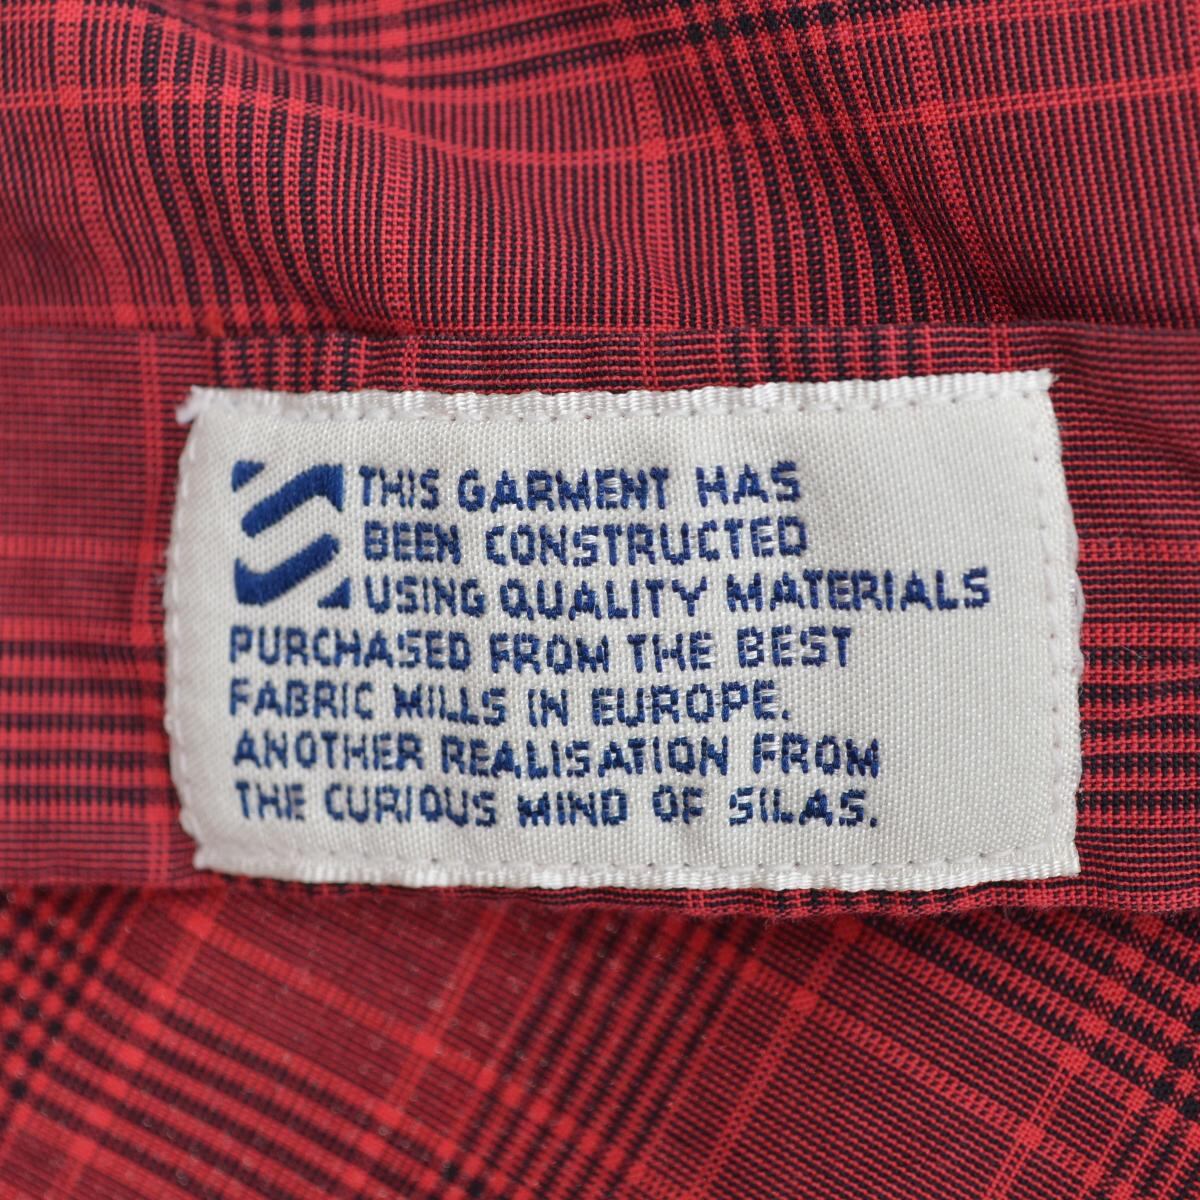 THIS GARMENT HAS
BEEN CONSTRUCTED
USING QUALITY MATERIALS
PURCHASED FROM THE BEST
FABRIC MILLS IN EUROPE.
ANOTHER REALISATION FROM
THE CURIOUS MIND OF SILAS.